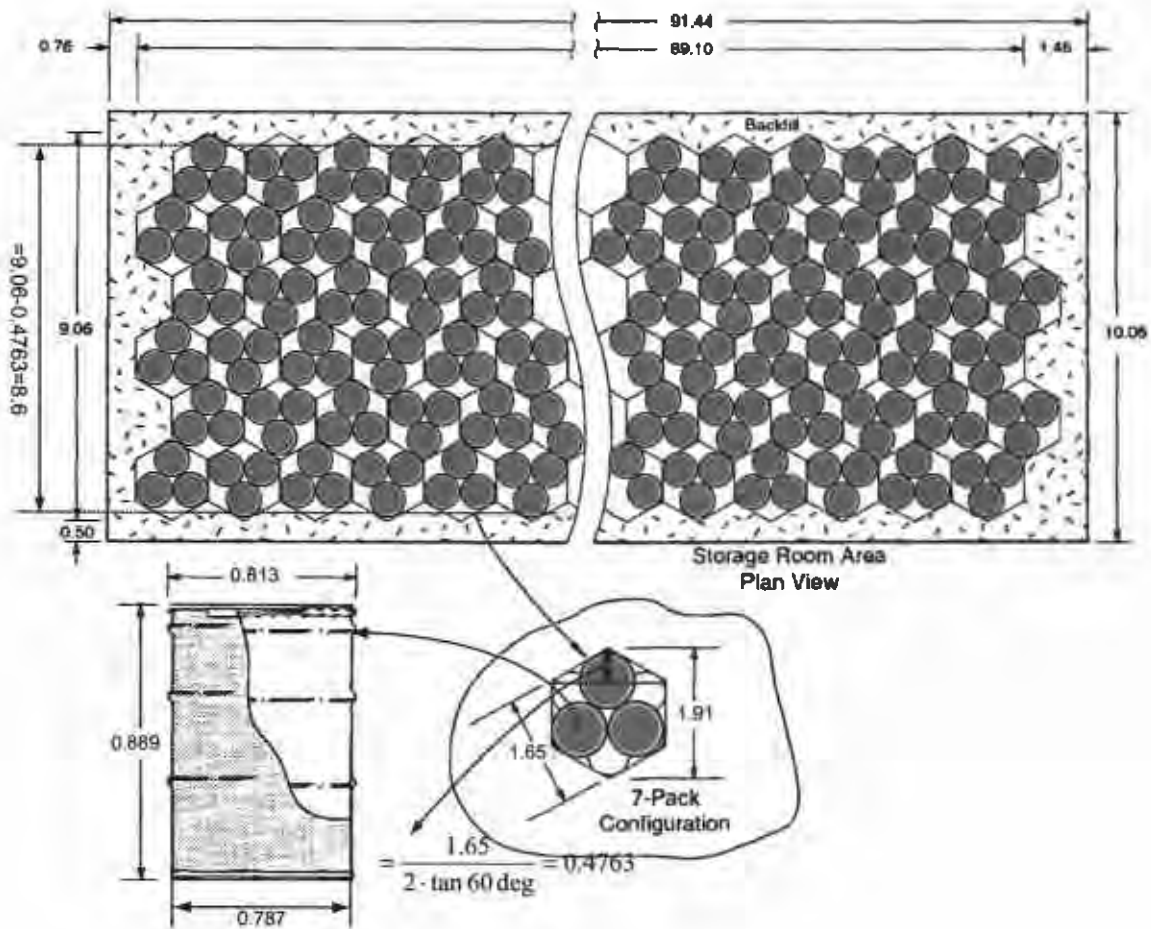 91.44
0.76
89.10
1.45
Backfill
=9.06-0.4763=8.6
9.06
10.06
0.50
Storage Room Area
Plan View
0.813
0.889
0.787
1.65
1.91
7-Pack
Configuration
= 1.65 / 2 · tan 60 deg = 0.4763